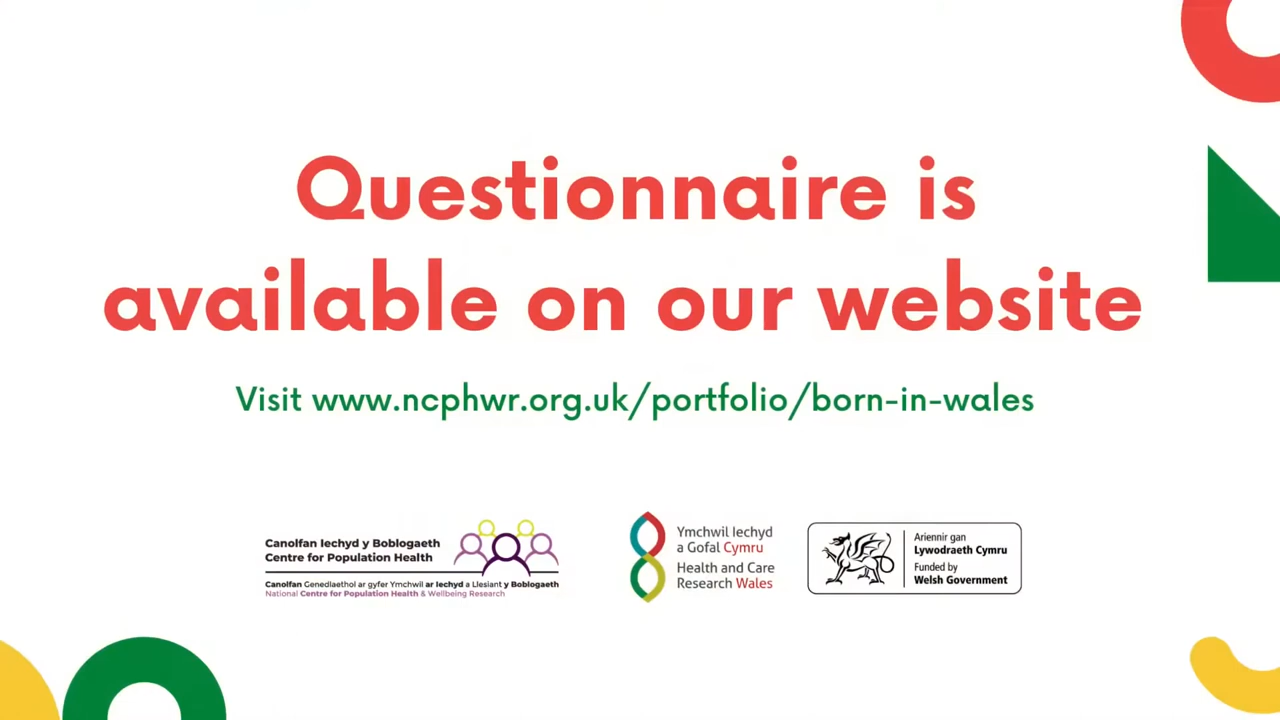 Questionnaire is
available on our website
Visit www.ncphwr.org.uk/portfolio/born-in-wales
Canolfan Iechyd y Boblogaeth
Centre for Population Health
Canolfan Genedlaethol ar gyfer Ymchwil ar Iechyd a Llesiant y Boblogaeth
National Centre for Population Health & Wellbeing Research
Ymchwil Iechyd
a Gofal Cymru
Health and Care
Research Wales
Ariennir gan
Lywodraeth Cymru
Funded by
Welsh Government